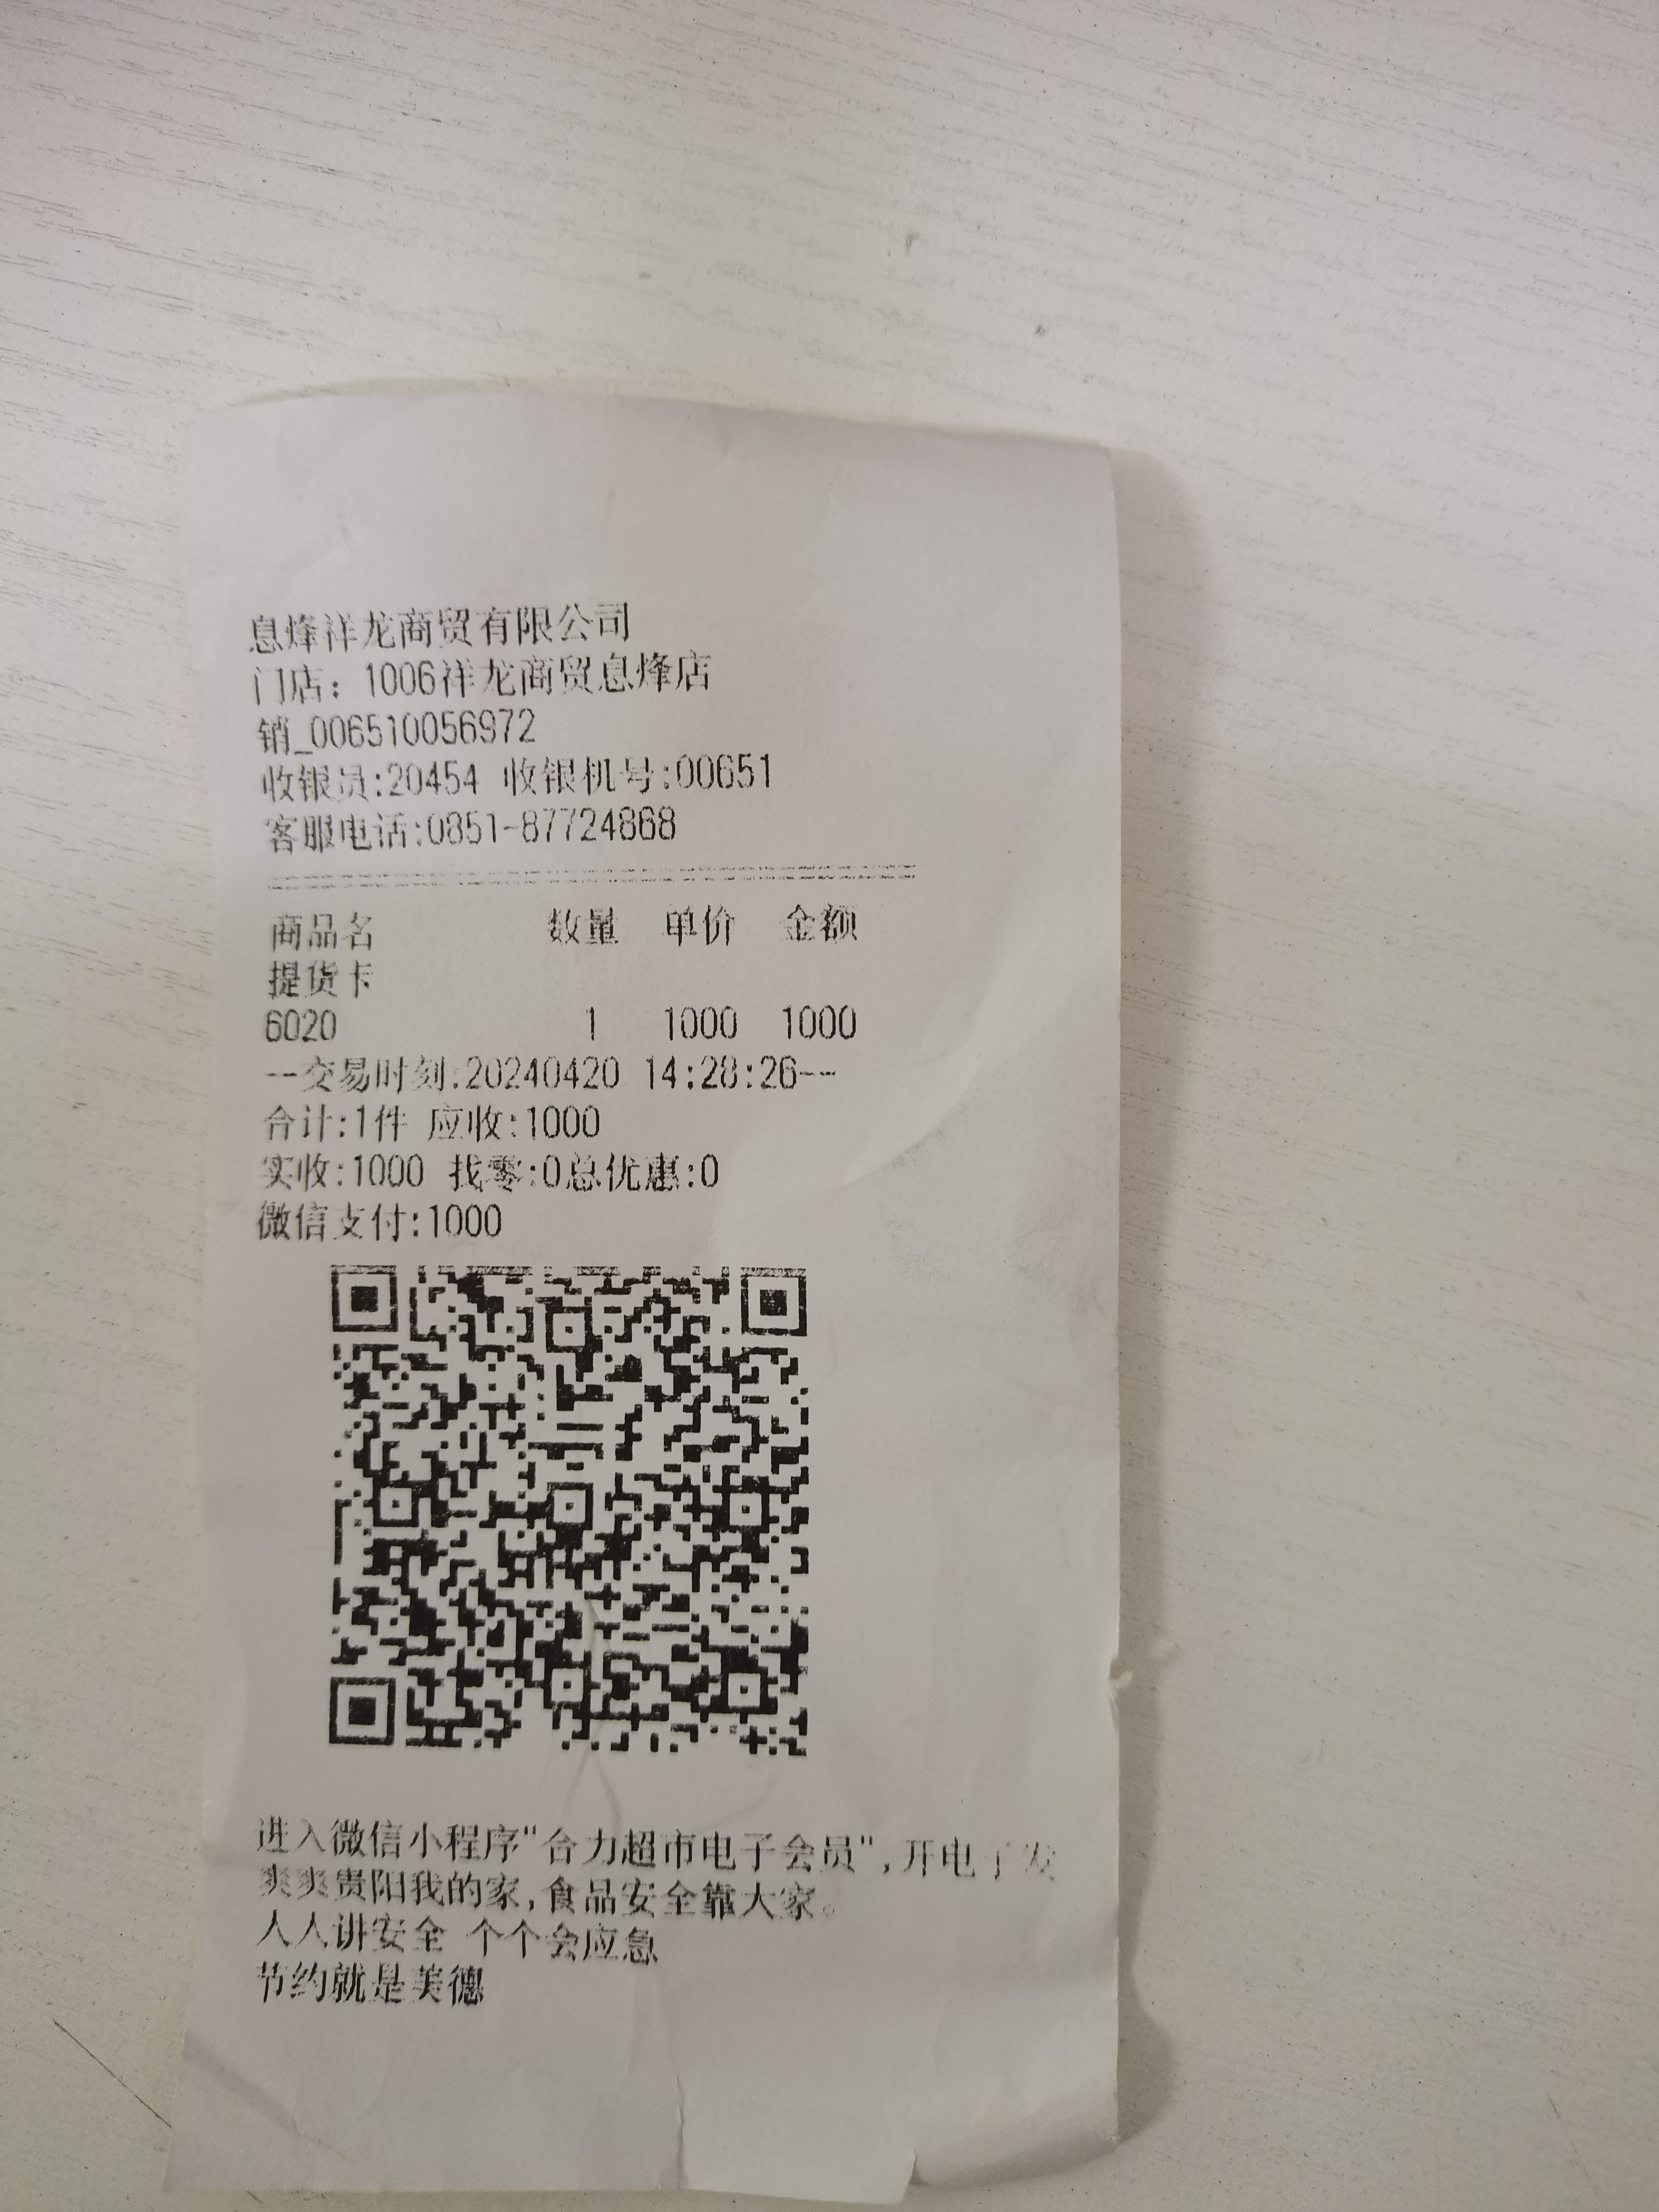 息烽祥龙商贸有限公司
门店：1006祥龙商贸息烽店
销_006510056972
收银员:20454 收银机号:00651
客服电话:0851-87724868
商品名 数量 单价 金额
提货卡
6020 1 1000 1000
--交易时刻:20240420 14:28:26--
合计:1件 应收:1000
实收:1000 找零:0总优惠:0
微信支付:1000
进入微信小程序"合力超市电子会员",开电子发
爽爽贵阳我的家,食品安全靠大家。
人人讲安全 个个会应急
节约就是美德